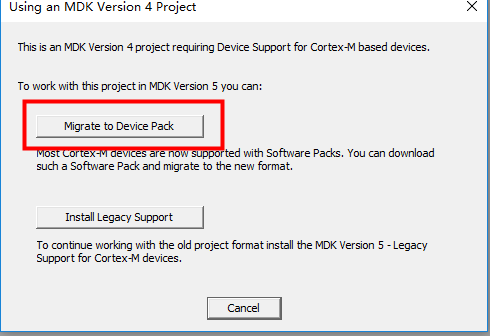 Using an MDK Version 4 Project
This is an MDK Version 4 project requiring Device Support for Cortex-M based devices.
To work with this project in MDK Version 5 you can:
Migrate to Device Pack
Most Cortex-M devices are now supported with Software Packs. You can download
such a Software Pack and migrate to the new format.
Install Legacy Support
To continue working with the old project format install the MDK Version 5 - Legacy
Support for Cortex-M devices.
Cancel